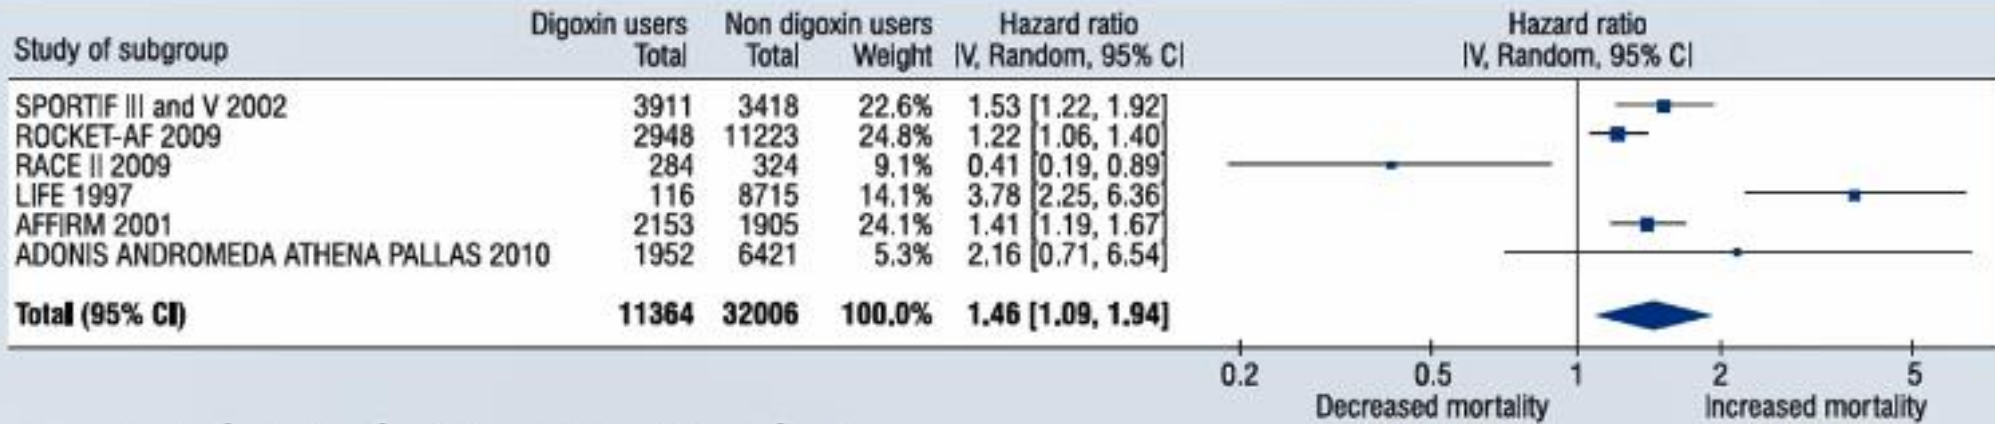 Digoxin users Non digoxin users Hazard ratio Hazard ratio
Study of subgroup Total Total Weight IV, Random, 95% CI IV, Random, 95% CI
SPORTIF III and V 2002 3911 3418 22.6% 1.53 [1.22, 1.92]
ROCKET-AF 2009 2948 11223 24.8% 1.22 [1.06, 1.40]
RACE II 2009 284 324 9.1% 0.41 [0.19, 0.89]
LIFE 1997 116 8715 14.1% 3.78 [2.25, 6.36]
AFFIRM 2001 2153 1905 24.1% 1.41 [1.19, 1.67]
ADONIS ANDROMEDA ATHENA PALLAS 2010 1952 6421 5.3% 2.16 [0.71, 6.54]
Total (95% CI) 11364 32006 100.0% 1.46 [1.09, 1.94]
0.2 0.5 1 2 5
Decreased mortality Increased mortality